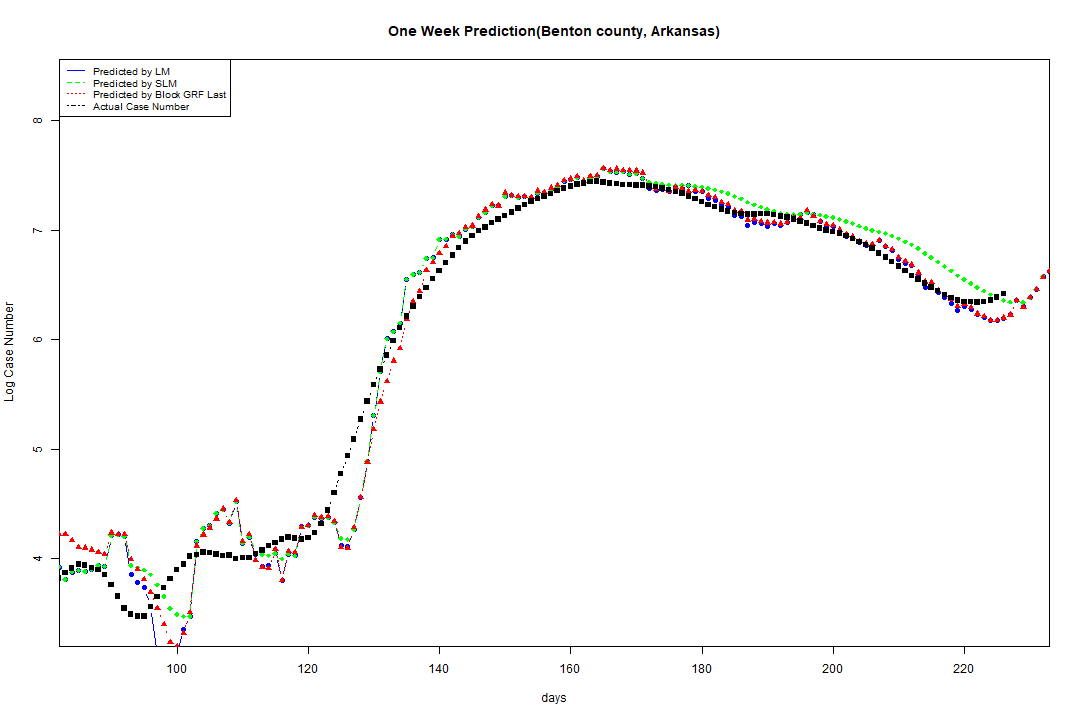 One Week Prediction(Benton county, Arkansas)
Predicted by LM
Predicted by SLM
Predicted by Block GRF Last
Actual Case Number
8
7
6
5
4
Log Case Number
100 120 140 160 180 200 220
days